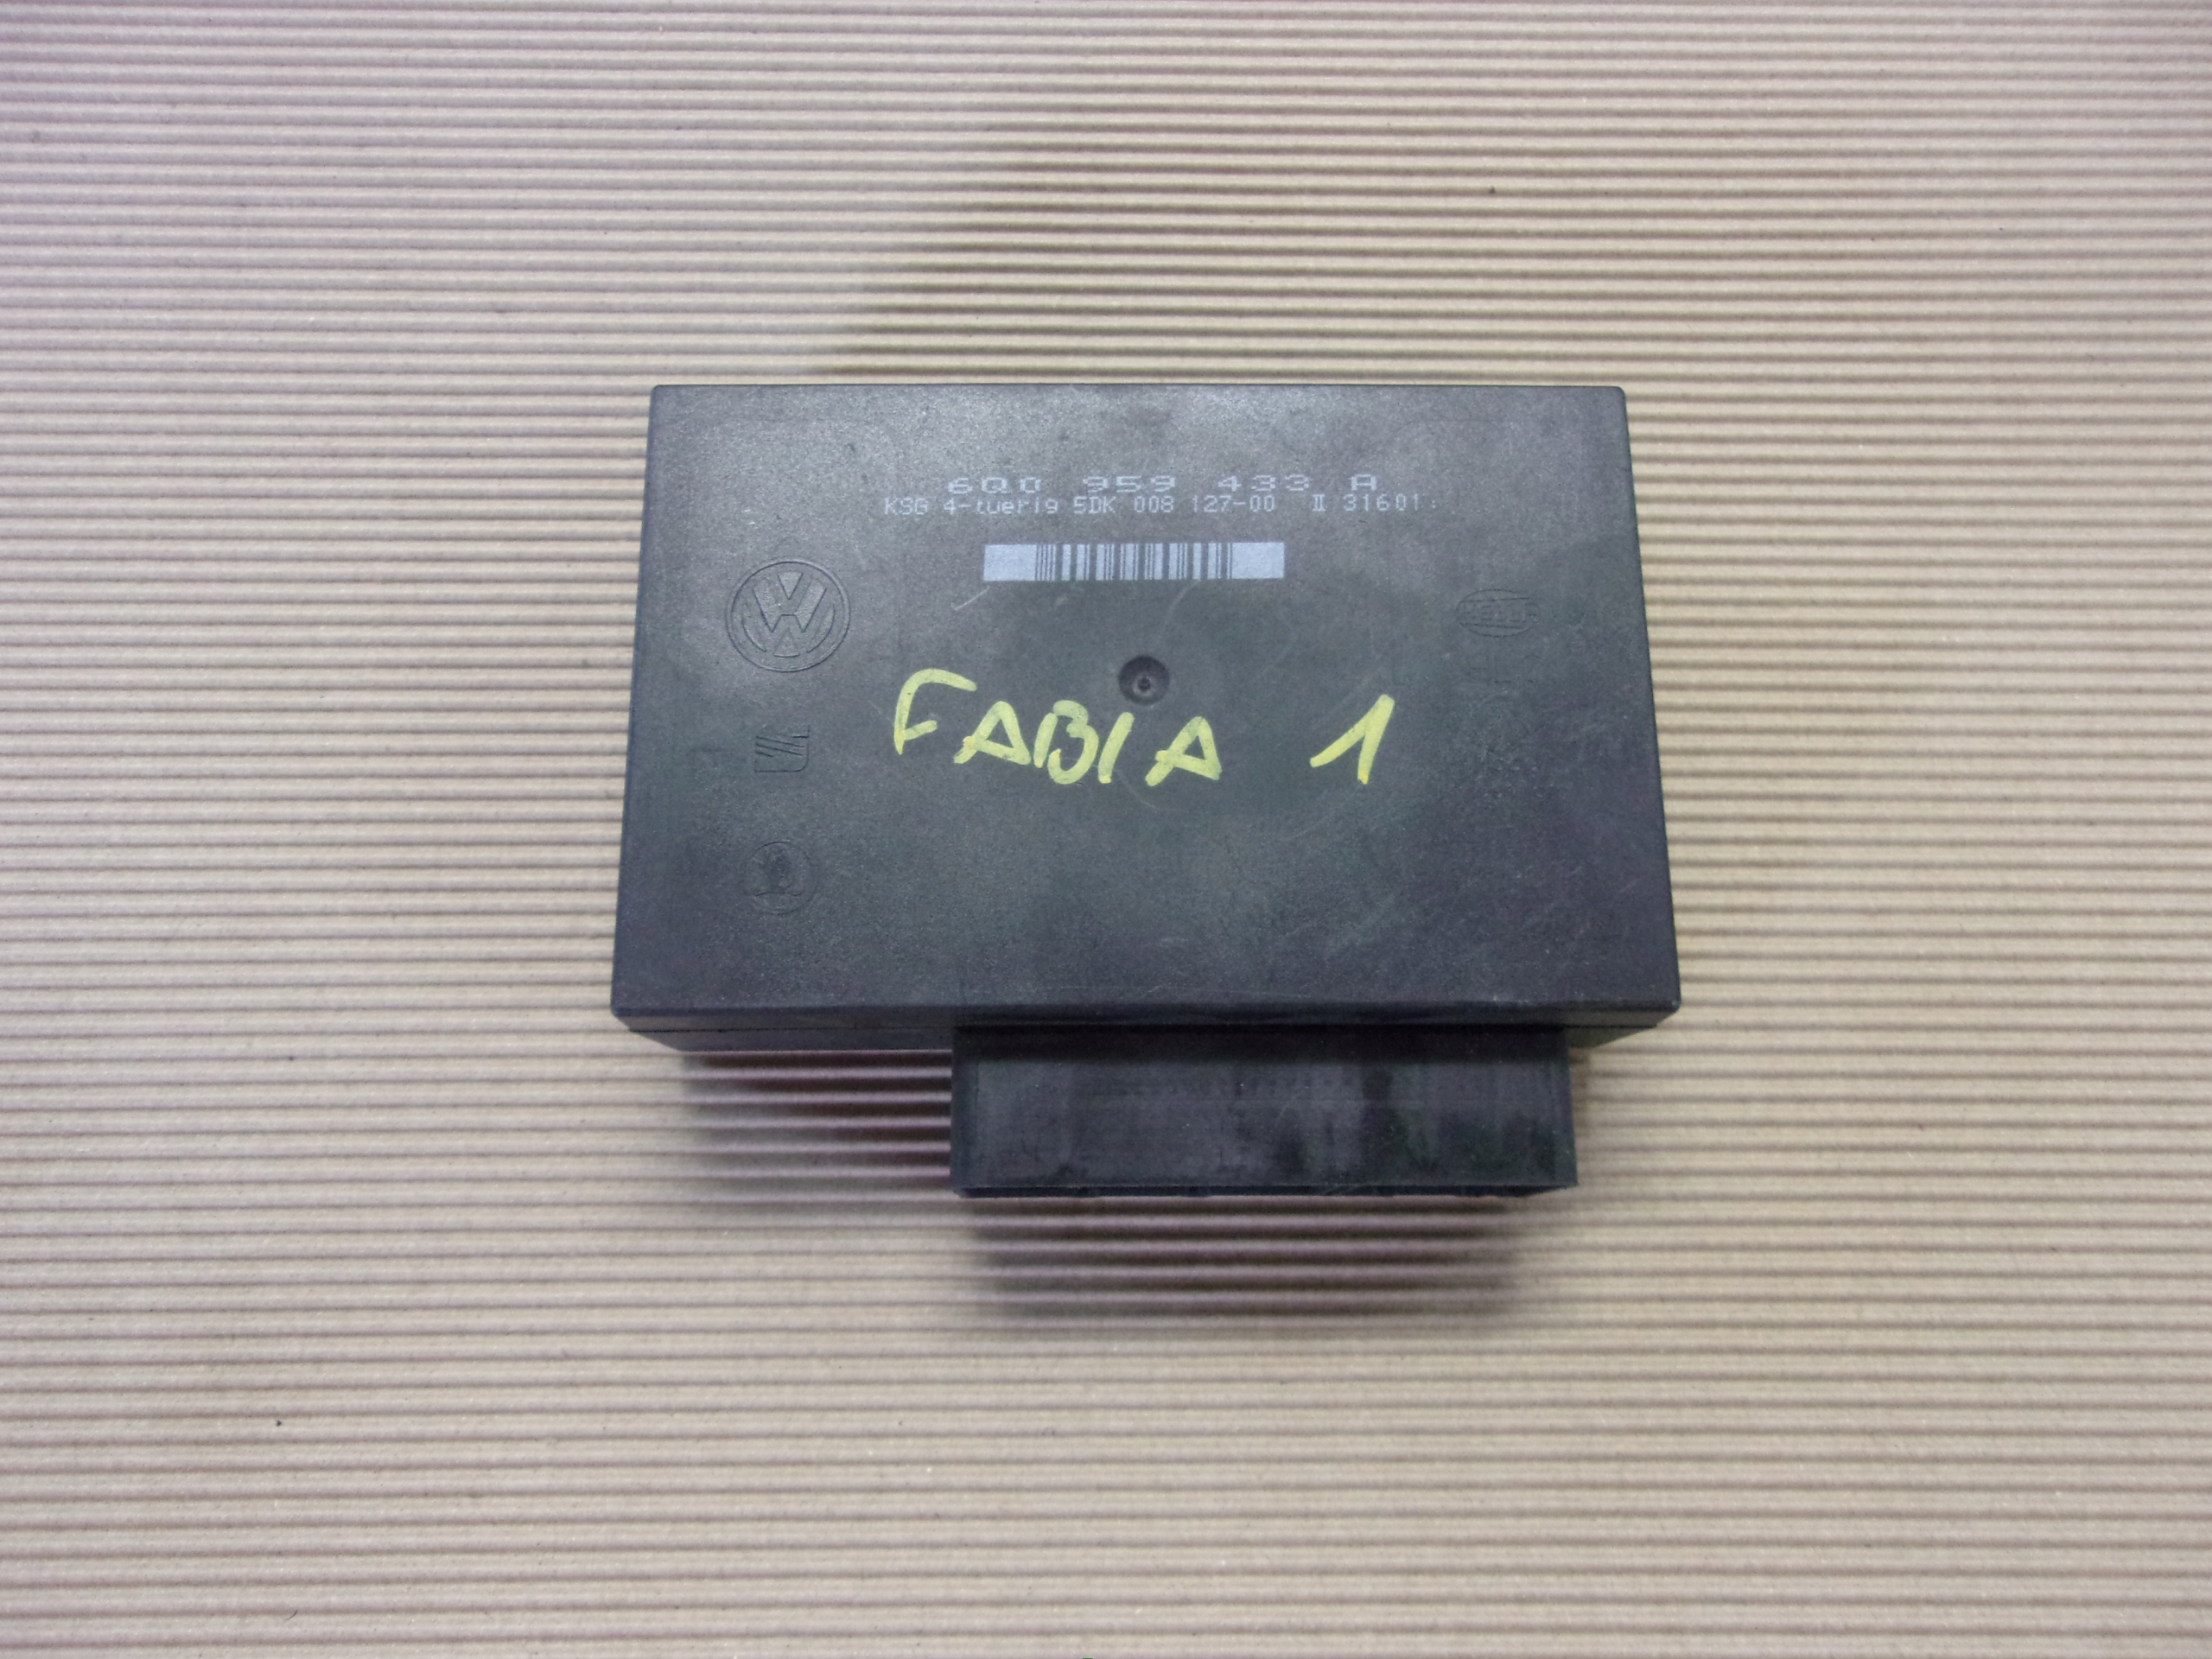 6Q0 959 433 A
KSG 4-tuerig 5DK 008 127-00 II 31601
FABIA 1